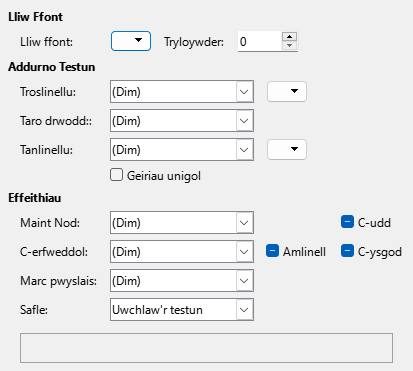 Lliw Ffont
Lliw ffont: Tryloywder: 0
Addurno Testun
Troslinellu: (Dim)
Taro drwodd:: (Dim)
Tanlinellu: (Dim)
Geiriau unigol
Effeithiau
Maint Nod: (Dim) C-udd
C-erfweddol: (Dim) Amlinell C-ysgod
Marc pwyslais: (Dim)
Safle: Uwchlaw'r testun